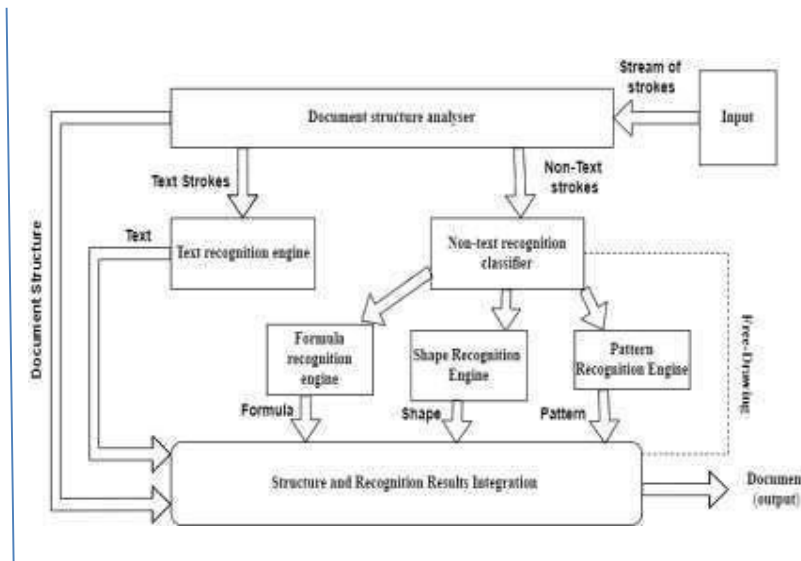 Stream of
strokes
Input
Document structure analyser
Text Strokes
Non-Text
strokes
Document Structure
Text
Text recognition engine
Non-text recognition
classifier
Free-Drawing
Formula
recognition
engine
Shape Recognition
Engine
Pattern
Recognition Engine
Formula
Shape
Pattern
Structure and Recognition Results Integration
Documen
(output)